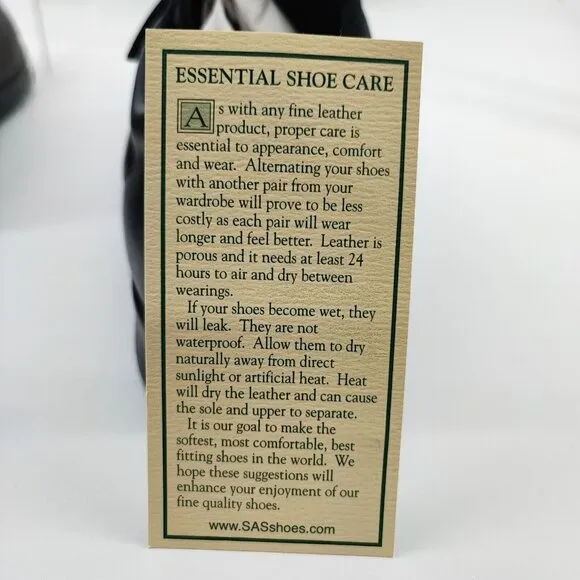 ESSENTIAL SHOE CARE
As with any fine leather
product, proper care is
essential to appearance, comfort
and wear. Alternating your shoes
with another pair from your
wardrobe will prove to be less
costly as each pair will wear
longer and feel better. Leather is
porous and it needs at least 24
hours to air and dry between
wearings.
If your shoes become wet, they
will leak. They are not
waterproof. Allow them to dry
naturally away from direct
sunlight or artificial heat. Heat
will dry the leather and can cause
the sole and upper to separate.
It is our goal to make the
softest, most comfortable, best
fitting shoes in the world. We
hope these suggestions will
enhance your enjoyment of our
fine quality shoes.
www.SASshoes.com